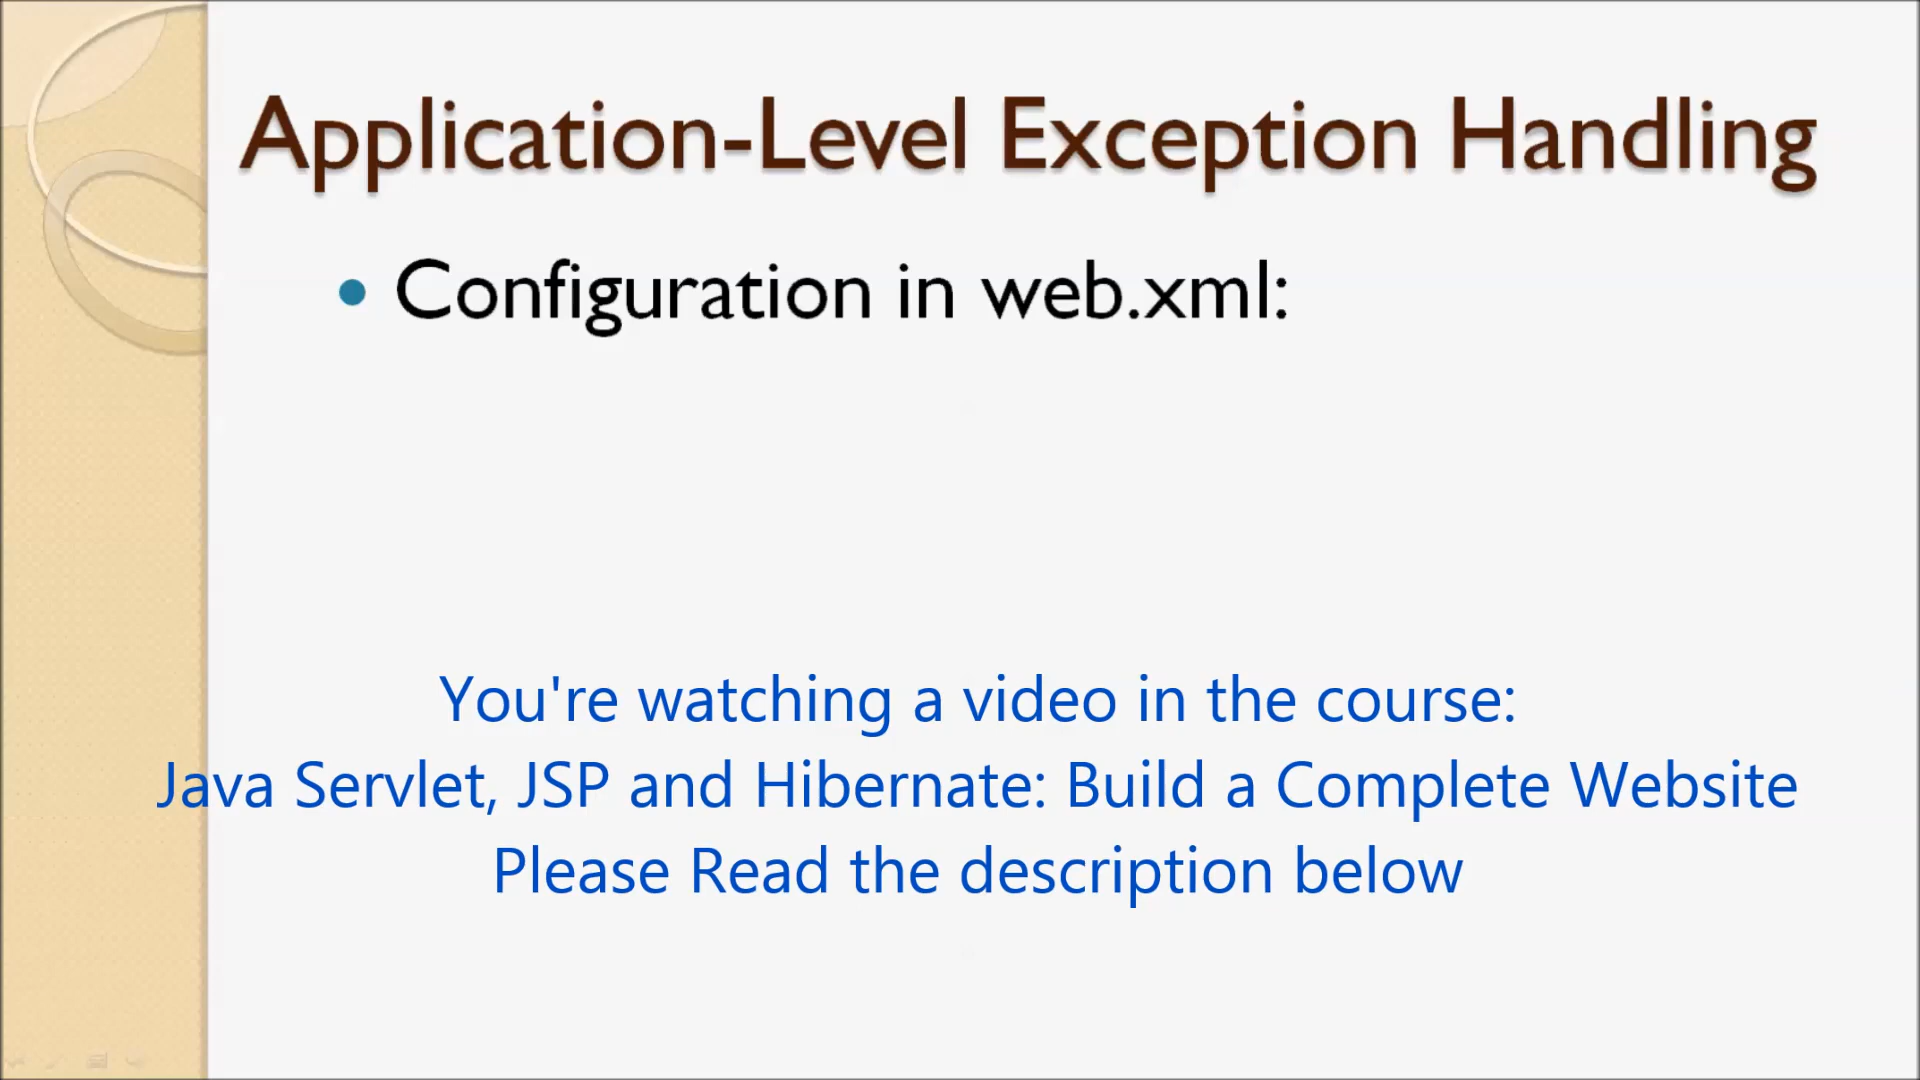 Application-Level Exception Handling
• Configuration in web.xml:
You're watching a video in the course:
Java Servlet, JSP and Hibernate: Build a Complete Website
Please Read the description below